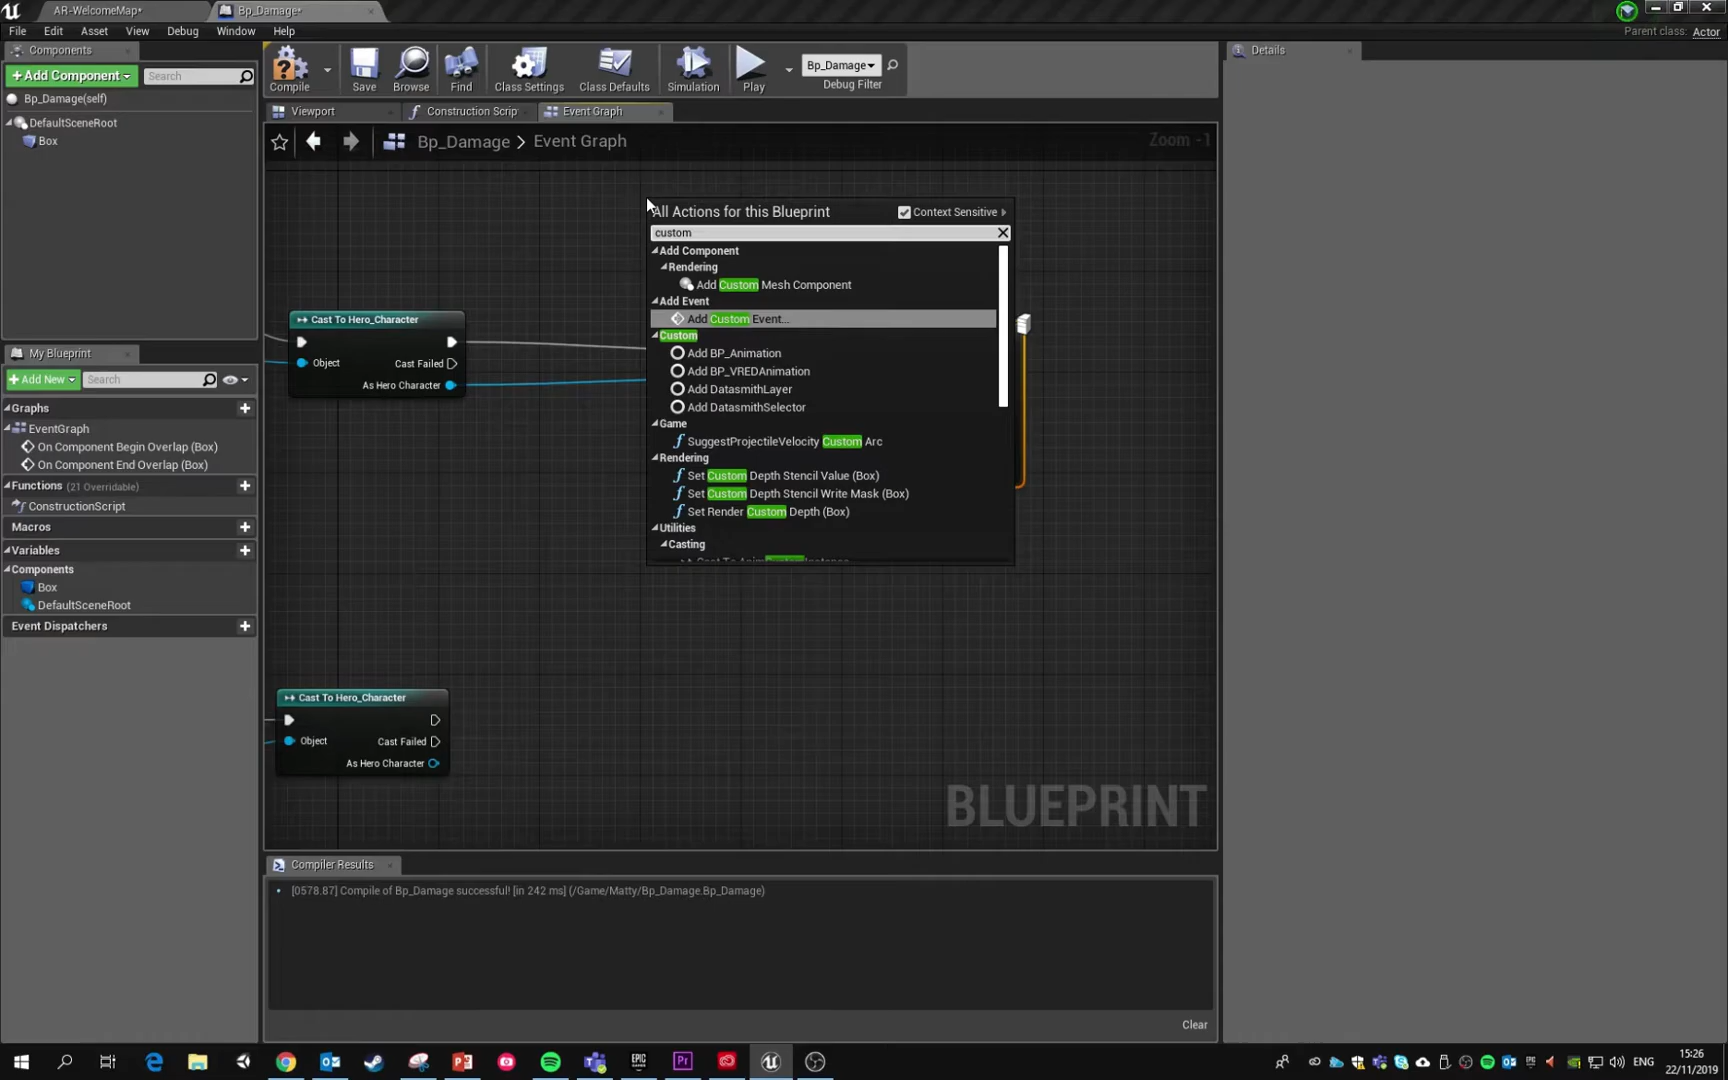 AR-WelcomeMap*
Bp_Damage*
File Edit Asset View Debug Window Help
Parent class: Actor
Components
+Add Component
Search
Bp_Damage(self)
DefaultSceneRoot
Box
Compile
Save
Browse
Find
Class Settings
Class Defaults
Simulation
Play
Bp_Damage
Debug Filter
Details
Viewport
Construction Scrip
Event Graph
Bp_Damage > Event Graph
Zoom -1
All Actions for this Blueprint
Context Sensitive
custom
Add Component
Rendering
Add Custom Mesh Component
Add Event
Add Custom Event...
Custom
Add BP_Animation
Add BP_VREDAnimation
Add DatasmithLayer
Add DatasmithSelector
Game
SuggestProjectileVelocity Custom Arc
Rendering
Set Custom Depth Stencil Value (Box)
Set Custom Depth Stencil Write Mask (Box)
Set Render Custom Depth (Box)
Utilities
Casting
Cast To Hero_Character
Object
Cast Failed
As Hero Character
Cast To Hero_Character
Object
Cast Failed
As Hero Character
BLUEPRINT
My Blueprint
+Add New
Search
Graphs
EventGraph
On Component Begin Overlap (Box)
On Component End Overlap (Box)
Functions (21 Overridable)
ConstructionScript
Macros
Variables
Components
Box
DefaultSceneRoot
Event Dispatchers
Compiler Results
[0578.87] Compile of Bp_Damage successful! [in 242 ms] (/Game/Matty/Bp_Damage.Bp_Damage)
Clear
EPIC
Pr
ENG
15:26
22/11/2019